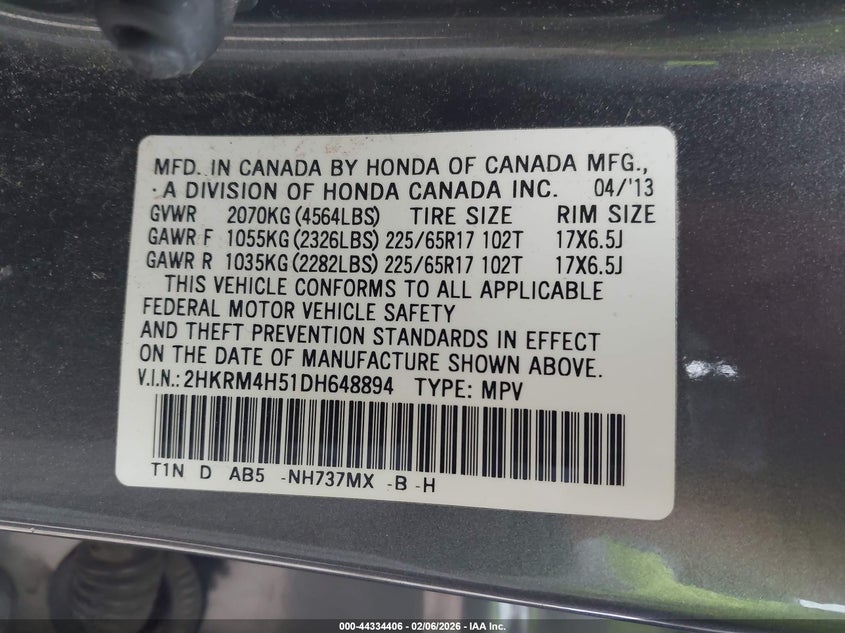 MFD. IN CANADA BY HONDA OF CANADA MFG.,
A DIVISION OF HONDA CANADA INC. 04/'13
GVWR 2070KG (4564LBS) TIRE SIZE RIM SIZE
GAWR F 1055KG (2326LBS) 225/65R17 102T 17X6.5J
GAWR R 1035KG (2282LBS) 225/65R17 102T 17X6.5J
THIS VEHICLE CONFORMS TO ALL APPLICABLE
FEDERAL MOTOR VEHICLE SAFETY
AND THEFT PREVENTION STANDARDS IN EFFECT
ON THE DATE OF MANUFACTURE SHOWN ABOVE.
V.I.N.: 2HKRM4H51DH648894 TYPE: MPV
T1N D AB5 -NH737MX -B -H
000-44334406 - 02/06/2026 - IAA Inc.